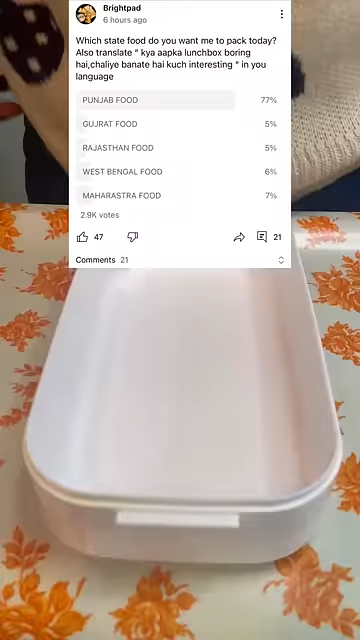 Brightpad
6 hours ago
Which state food do you want me to pack today?
Also translate " kya aapka lunchbox boring
hai,chaliye banate hai kuch interesting " in you
language
PUNJAB FOOD 77%
GUJRAT FOOD 5%
RAJASTHAN FOOD 5%
WEST BENGAL FOOD 6%
MAHARASTRA FOOD 7%
2.9K votes
47 21
Comments 21